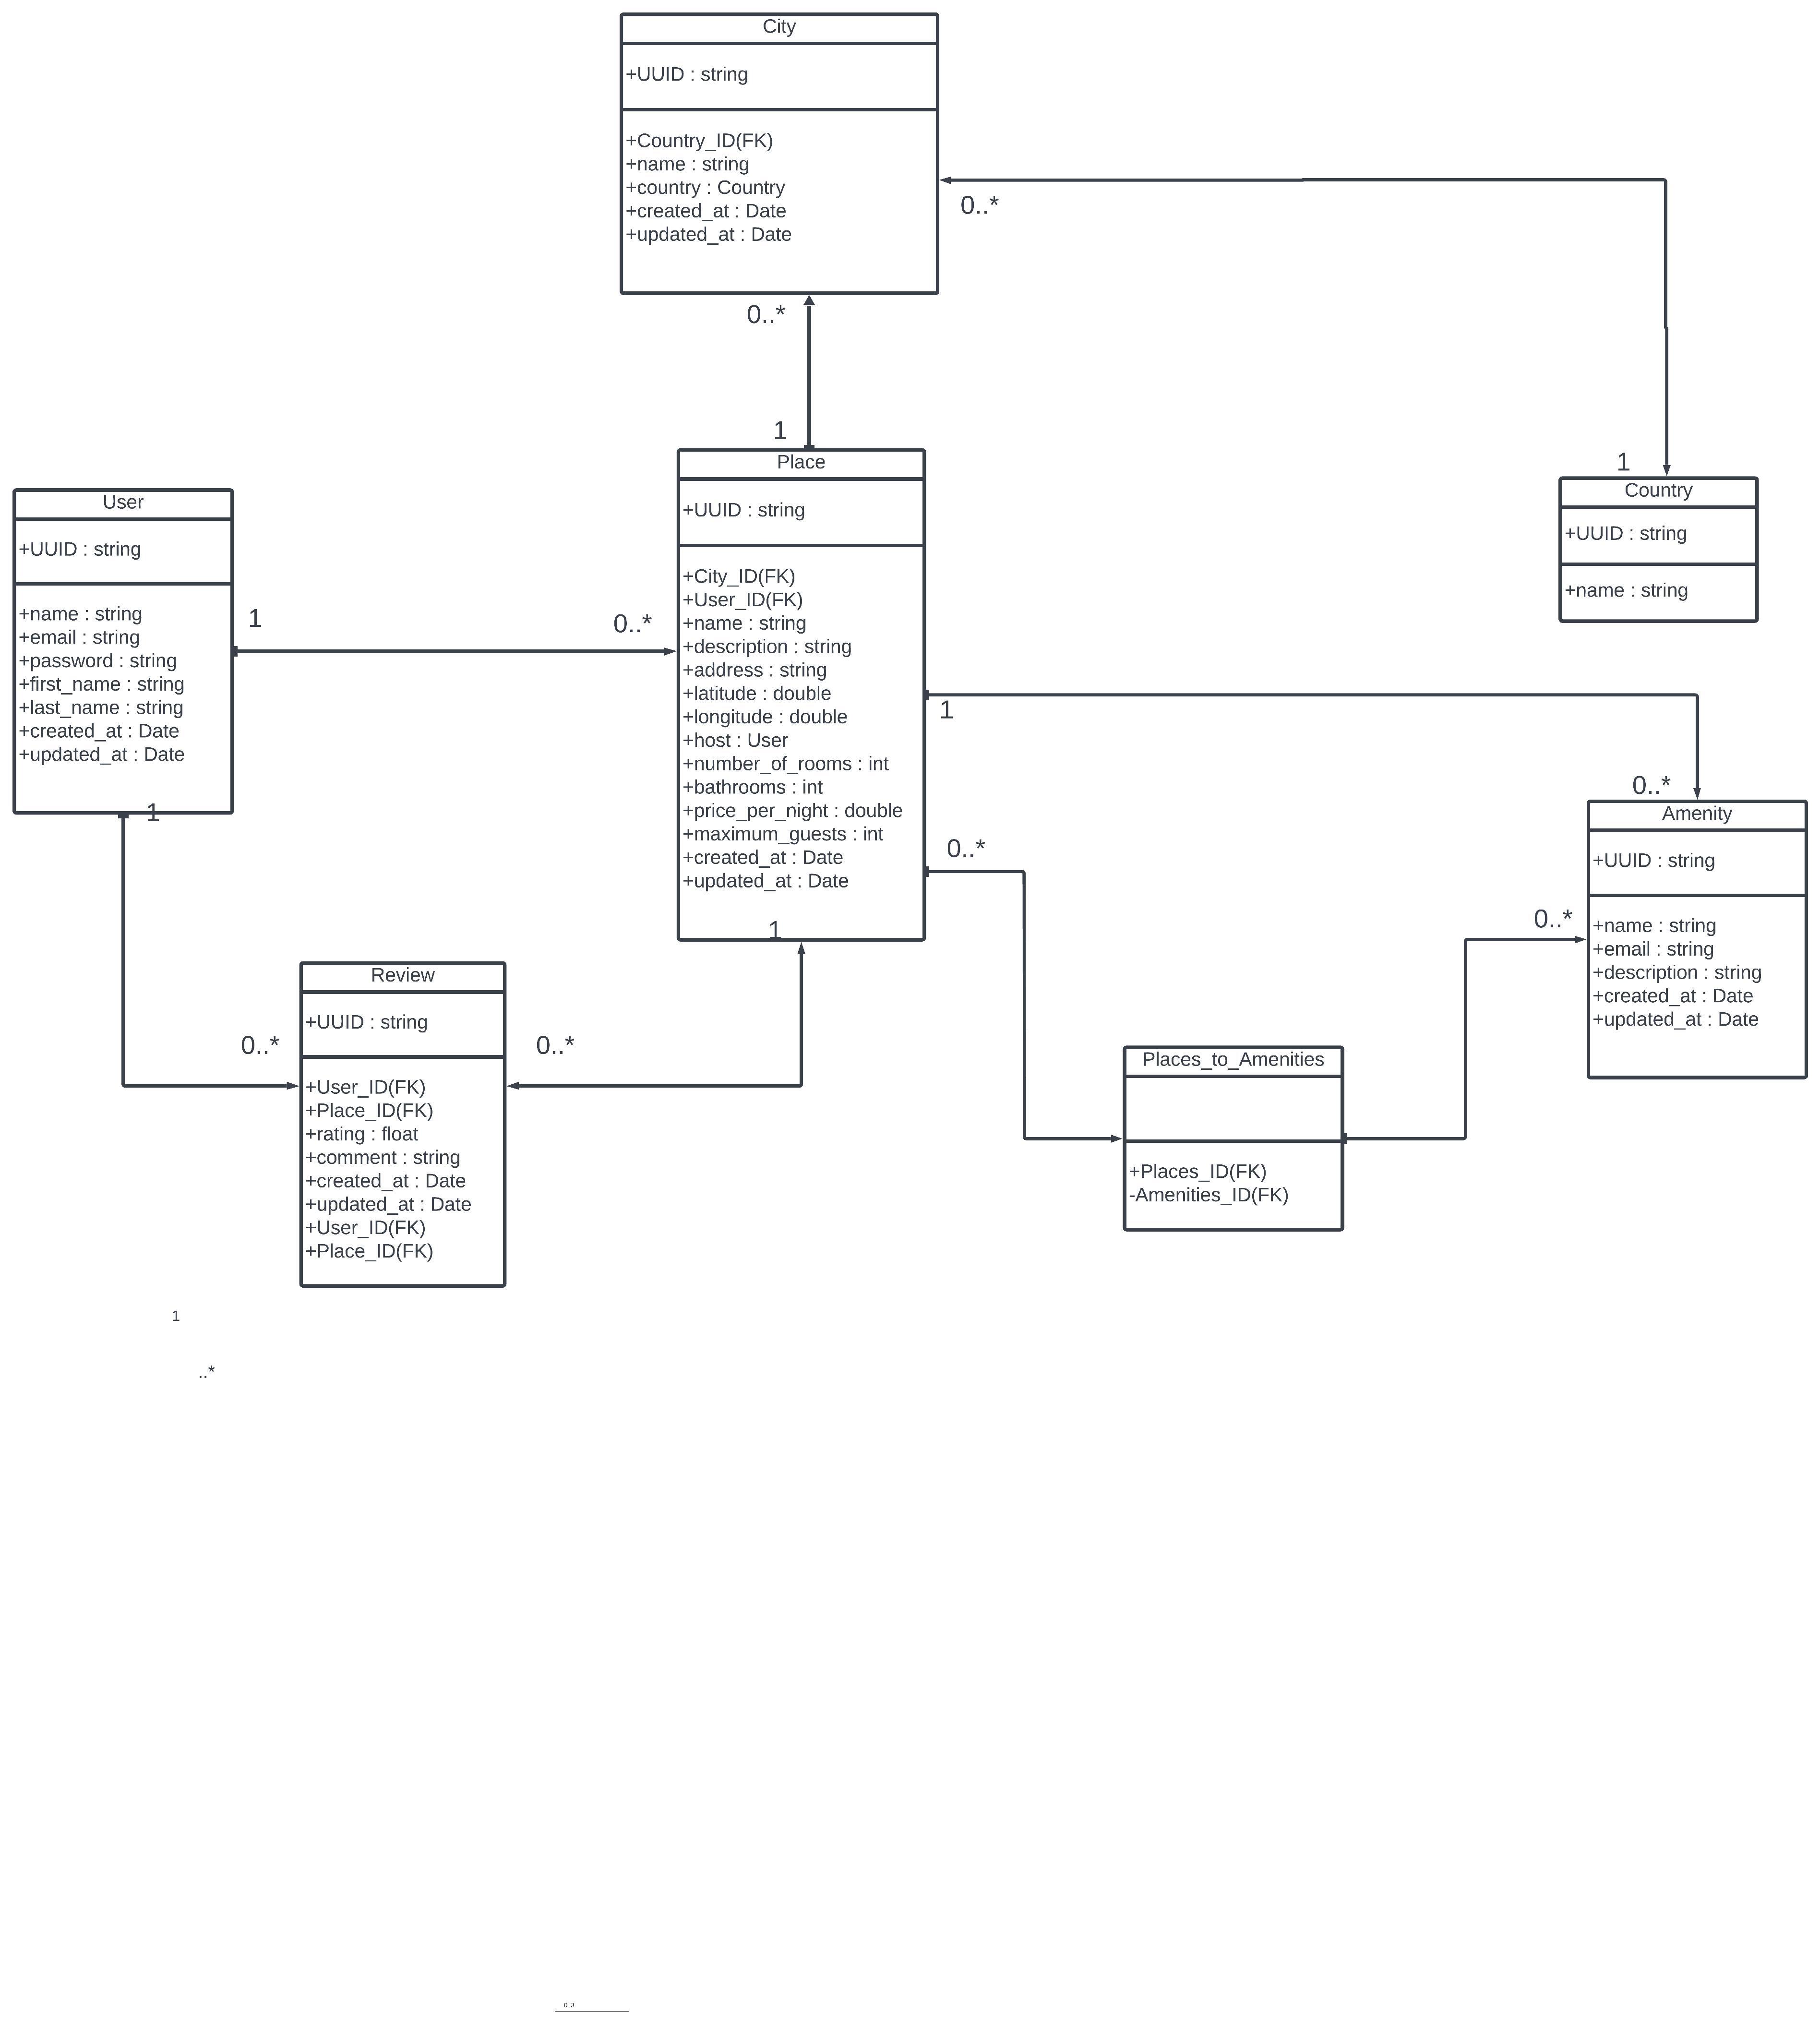 City
+UUID : string
+Country_ID(FK)
+name : string
+country : Country
+created_at : Date
+updated_at : Date
0..*
0..*
1
1
Place
+UUID : string
+City_ID(FK)
+User_ID(FK)
+name : string
+description : string
+address : string
+latitude : double
+longitude : double
+host : User
+number_of_rooms : int
+bathrooms : int
+price_per_night : double
+maximum_guests : int
+created_at : Date
+updated_at : Date
1
Country
+UUID : string
+name : string
User
+UUID : string
+name : string
+email : string
+password : string
+first_name : string
+last_name : string
+created_at : Date
+updated_at : Date
1
1
0..*
1
0..*
0..*
0..*
Amenity
+UUID : string
+name : string
+email : string
+description : string
+created_at : Date
+updated_at : Date
Review
+UUID : string
+User_ID(FK)
+Place_ID(FK)
+rating : float
+comment : string
+created_at : Date
+updated_at : Date
+User_ID(FK)
+Place_ID(FK)
0..*
0..*
Places_to_Amenities
+Places_ID(FK)
-Amenities_ID(FK)
1
..*
0..3